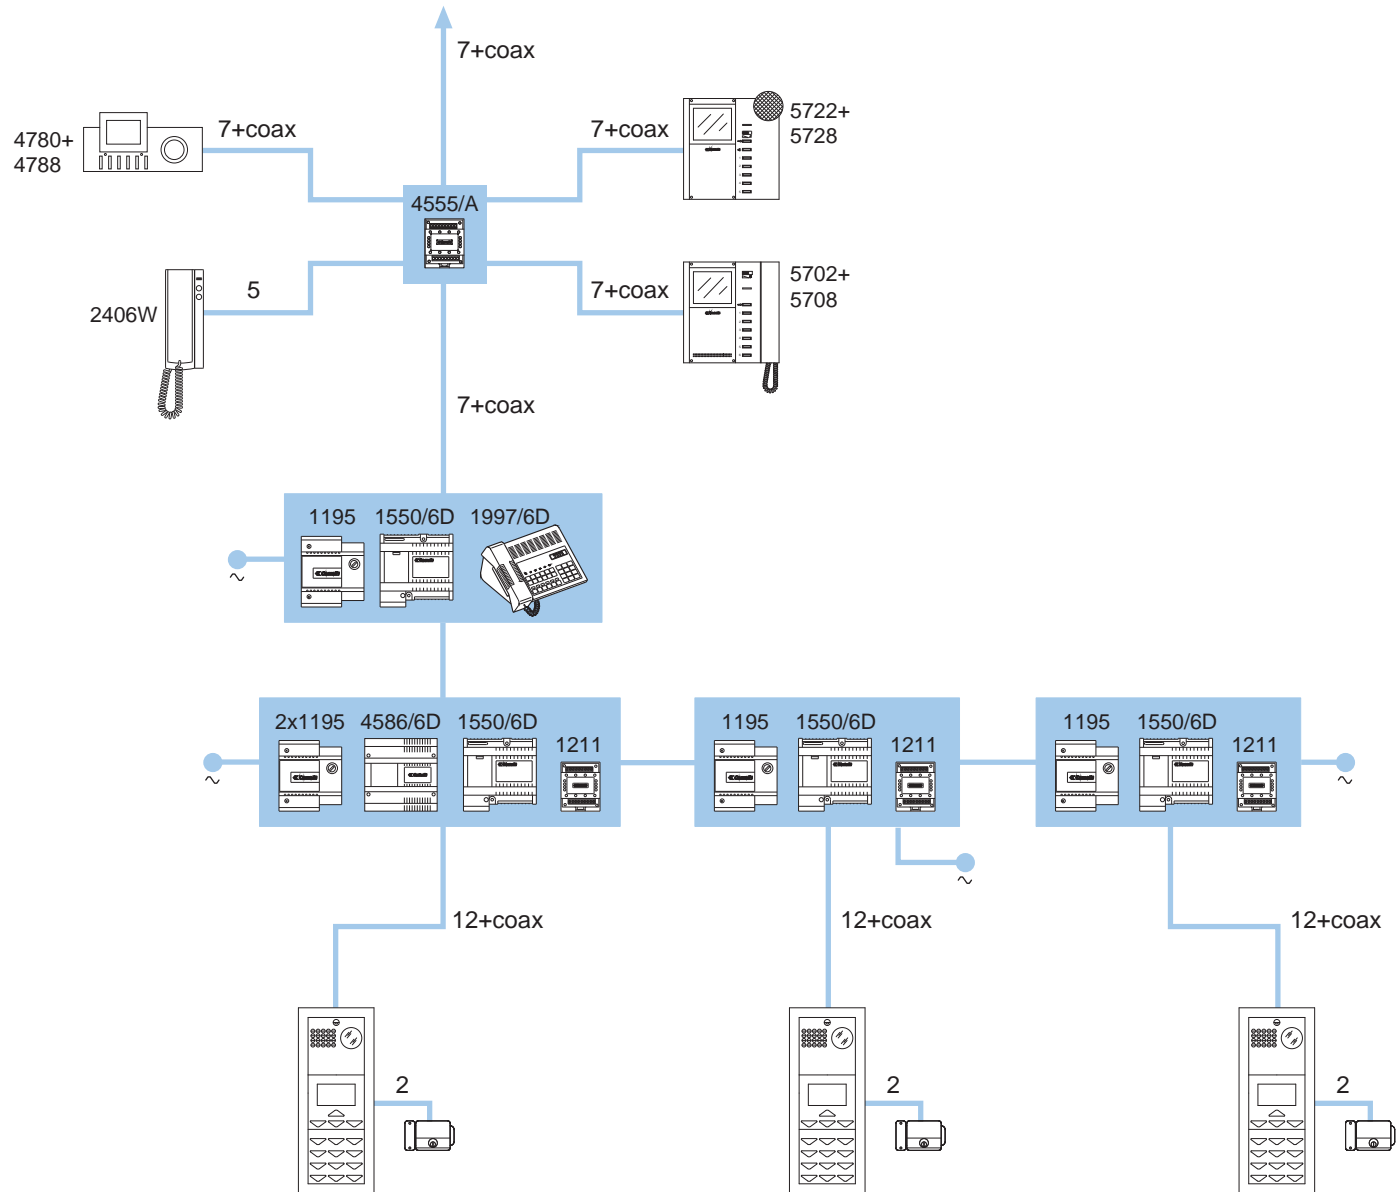 7+coax
4780+
4788
7+coax
7+coax
5722+
5728
4555/A
2406W
5
7+coax
5702+
5708
7+coax
1195 1550/6D 1997/6D
~
2x1195 4586/6D 1550/6D 1211
~
1195 1550/6D 1211
~
1195 1550/6D 1211
~
12+coax
12+coax
12+coax
2
2
2